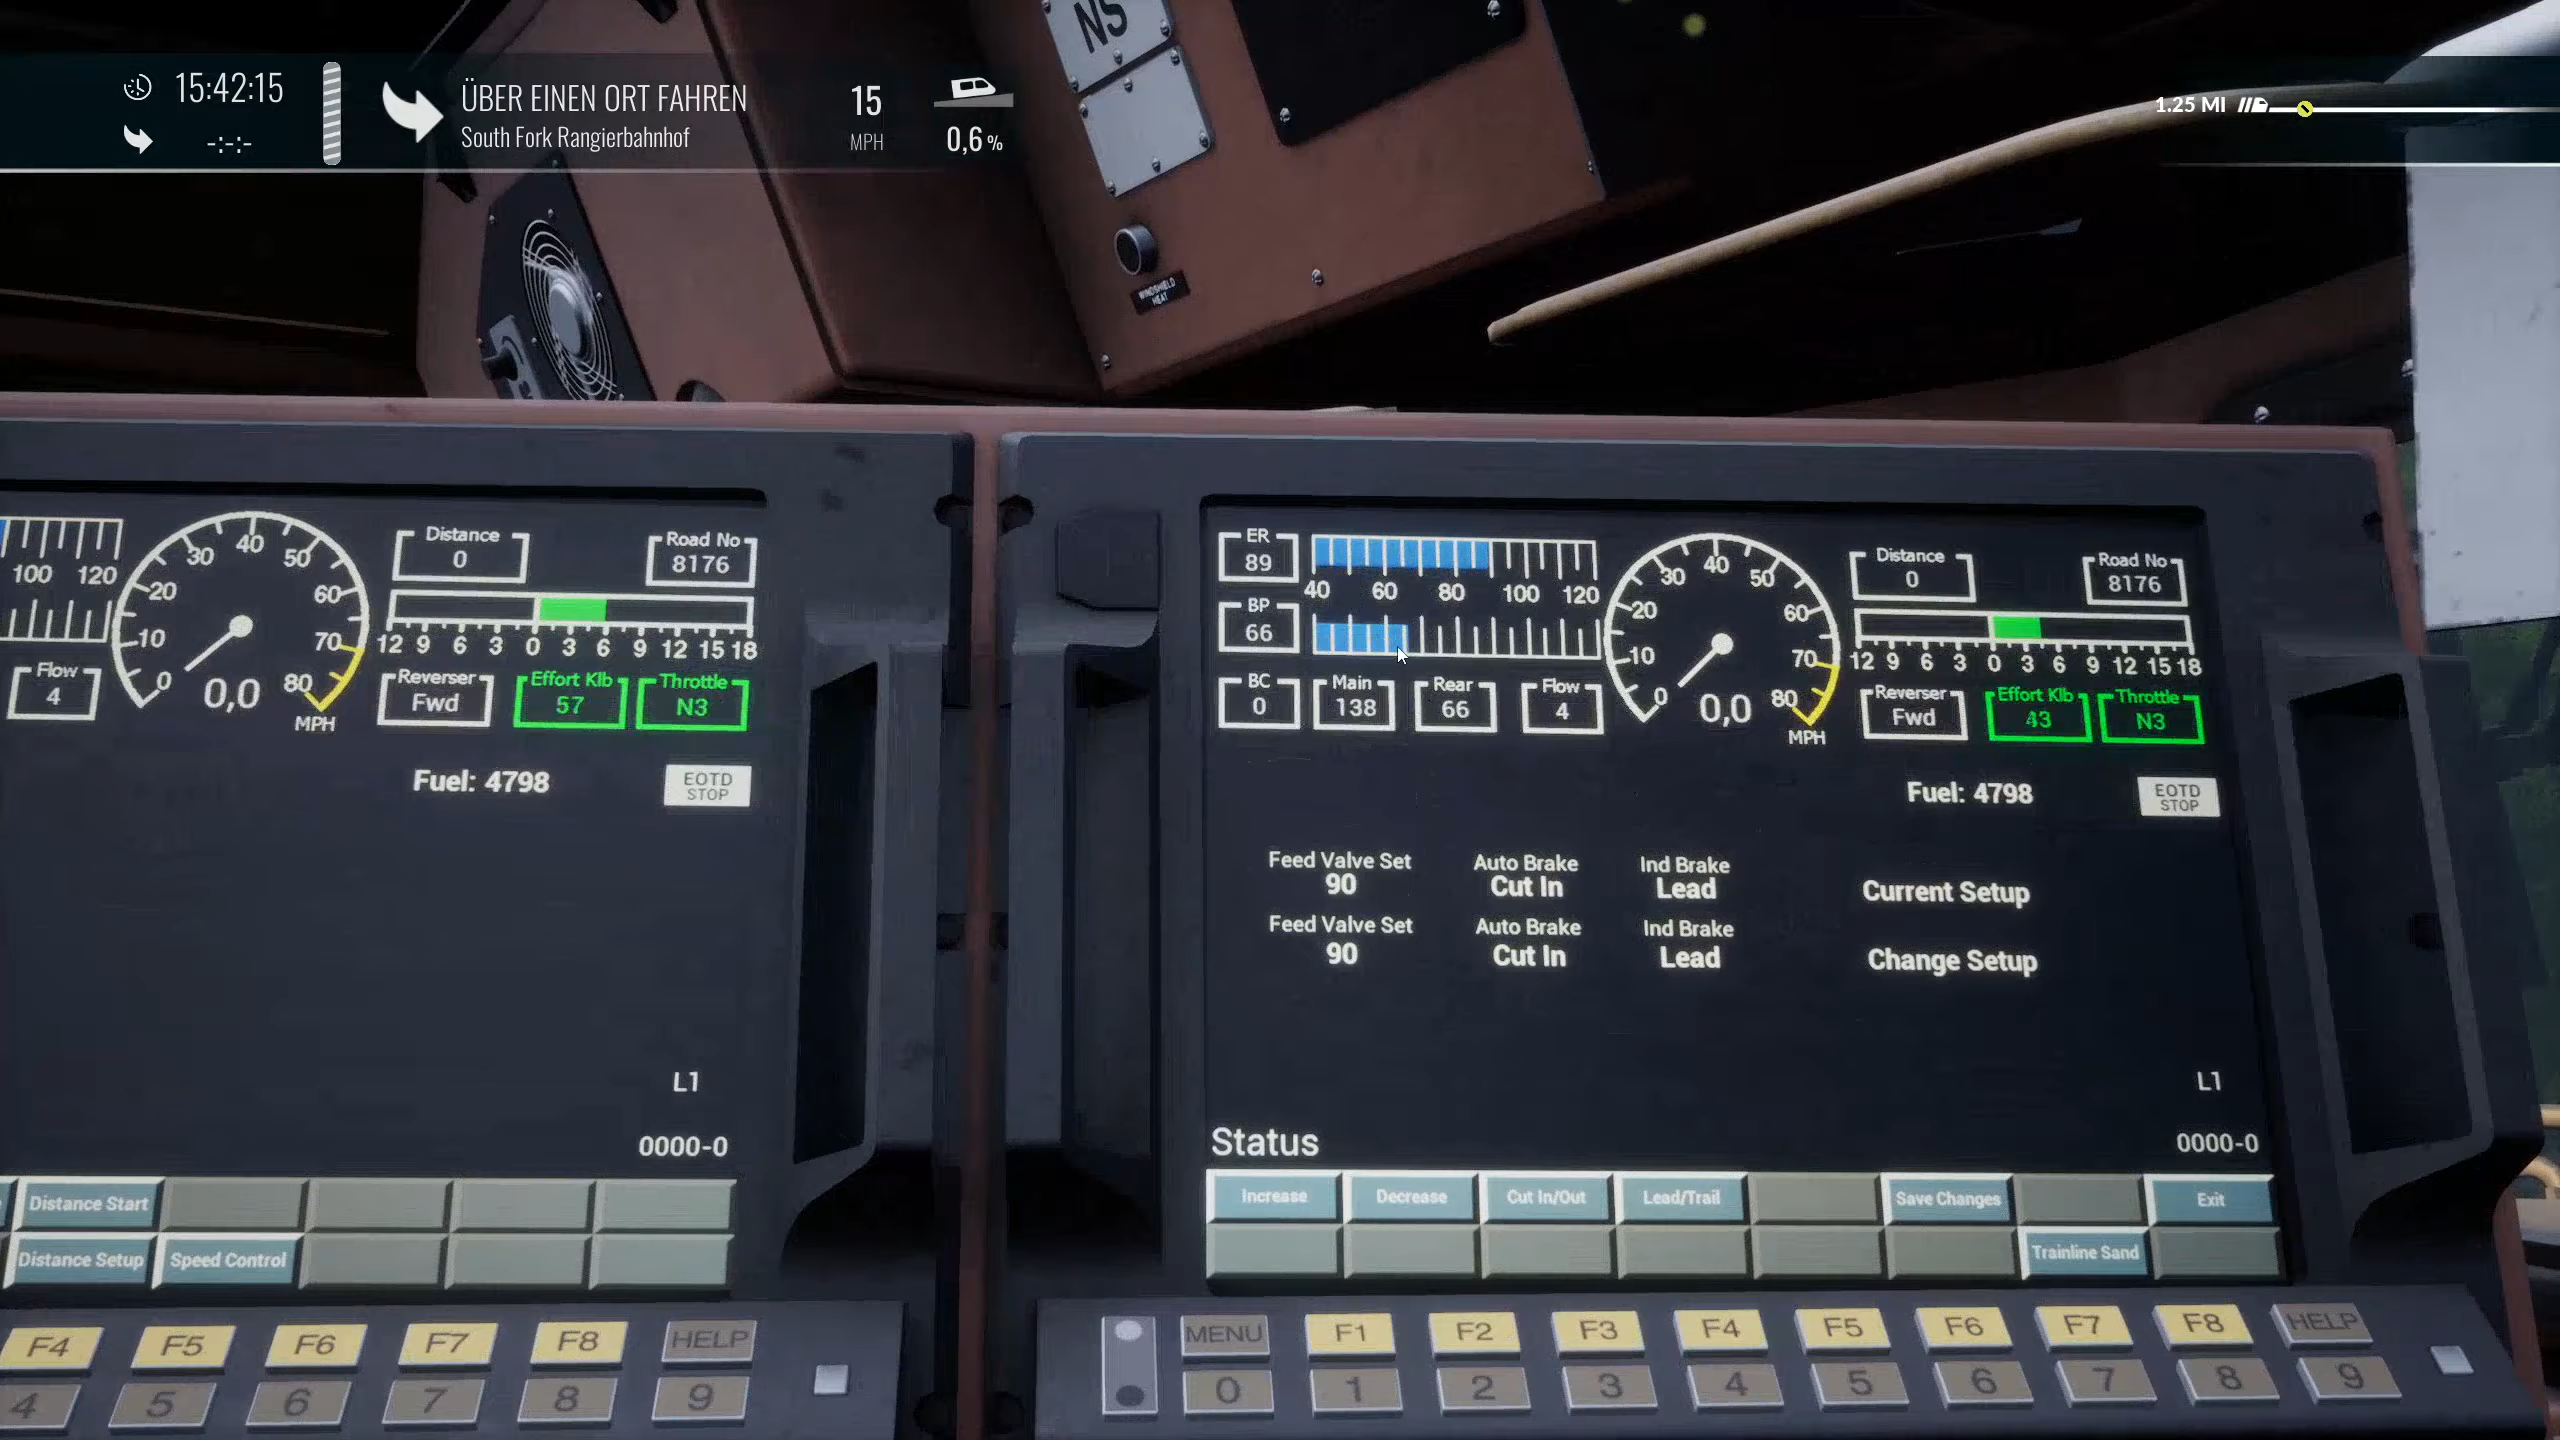 NS
15:42:15
-:-:-
ÜBER EINEN ORT FAHREN
South Fork Rangierbahnhof
15
MPH
0,6 %
1.25 MI
WINDSHIELD
HEAT
100 120
Flow
4
0 10 20 30 40 50 60 70 80
0,0
MPH
Distance
0
Road No
8176
12 9 6 3 0 3 6 9 12 15 18
Reverser
Fwd
Effort Klb
57
Throttle
N3
Fuel: 4798
EOTD
STOP
L1
0000-0
Distance Start
Distance Setup
Speed Control
F4 F5 F6 F7 F8 HELP
4 5 6 7 8 9
ER
89
40 60 80 100 120
BP
66
BC
0
Main
138
Rear
66
Flow
4
0 10 20 30 40 50 60 70 80
0,0
MPH
Distance
0
Road No
8176
12 9 6 3 0 3 6 9 12 15 18
Reverser
Fwd
Effort Klb
43
Throttle
N3
Fuel: 4798
EOTD
STOP
Feed Valve Set
90
Auto Brake
Cut In
Ind Brake
Lead
Current Setup
Feed Valve Set
90
Auto Brake
Cut In
Ind Brake
Lead
Change Setup
L1
Status
0000-0
Increase
Decrease
Cut In/Out
Lead/Trail
Save Changes
Exit
Trainline Sand
MENU F1 F2 F3 F4 F5 F6 F7 F8 HELP
0 1 2 3 4 5 6 7 8 9